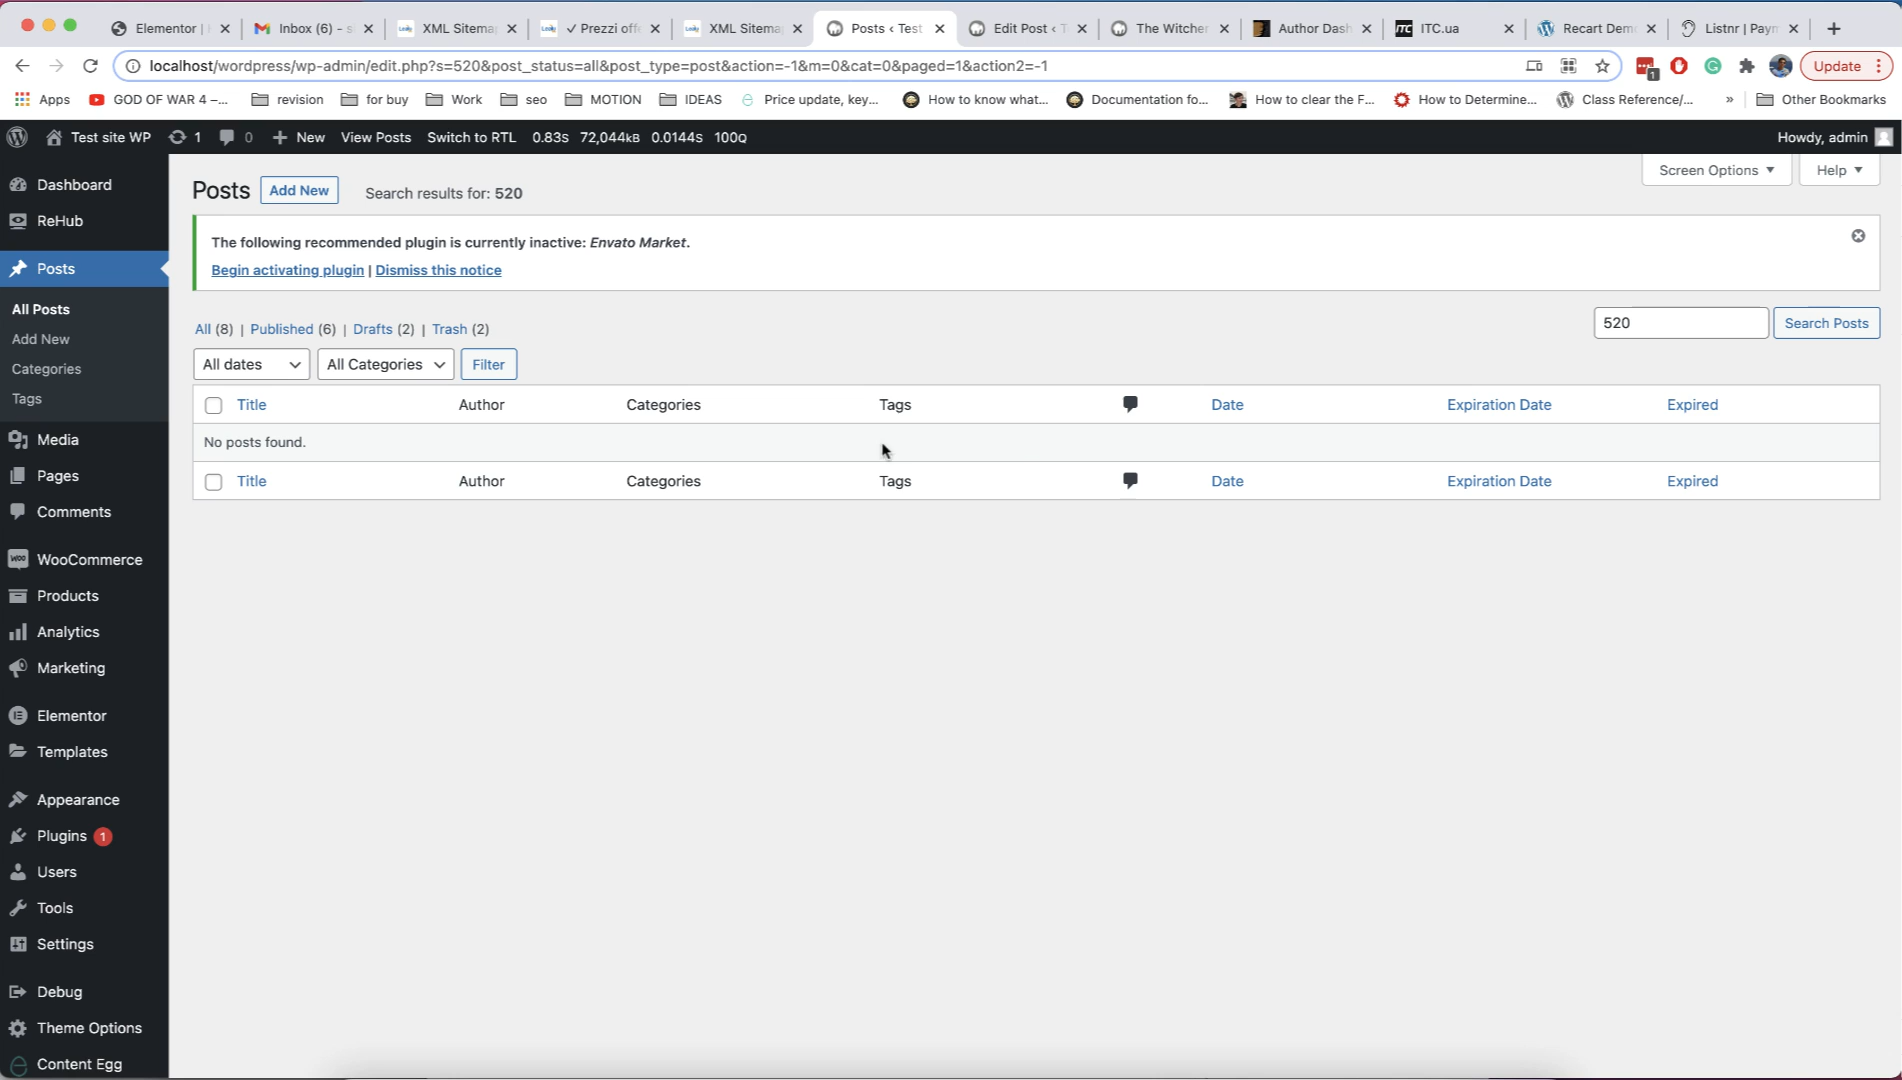 Elementor |
Inbox (6) - s
XML Sitema
✓ Prezzi off
XML Sitema
Posts ‹ Test
Edit Post ‹ T
The Witcher
Author Dash
ITC.ua
Recart Demo
Listnr | Payn
localhost/wordpress/wp-admin/edit.php?s=520&post_status=all&post_type=post&action=-1&m=0&cat=0&paged=1&action2=-1
1
Update
Apps
GOD OF WAR 4 –...
revision
for buy
Work
seo
MOTION
IDEAS
Price update, key...
How to know what...
Documentation fo...
How to clear the F...
How to Determine...
Class Reference/...
»
Other Bookmarks
Test site WP
1
0
New
View Posts
Switch to RTL
0.83S 72,044KB 0.0144S 100Q
Howdy, admin
Dashboard
ReHub
Posts
All Posts
Add New
Categories
Tags
Media
Pages
Comments
WooCommerce
Products
Analytics
Marketing
Elementor
Templates
Appearance
Plugins 1
Users
Tools
Settings
Debug
Theme Options
Content Egg
Screen Options
Help
Posts
Add New
Search results for: 520
The following recommended plugin is currently inactive: Envato Market.
Begin activating plugin | Dismiss this notice
All (8) | Published (6) | Drafts (2) | Trash (2)
520
Search Posts
All dates
All Categories
Filter
Title Author Categories Tags Date Expiration Date Expired
No posts found.
Title Author Categories Tags Date Expiration Date Expired